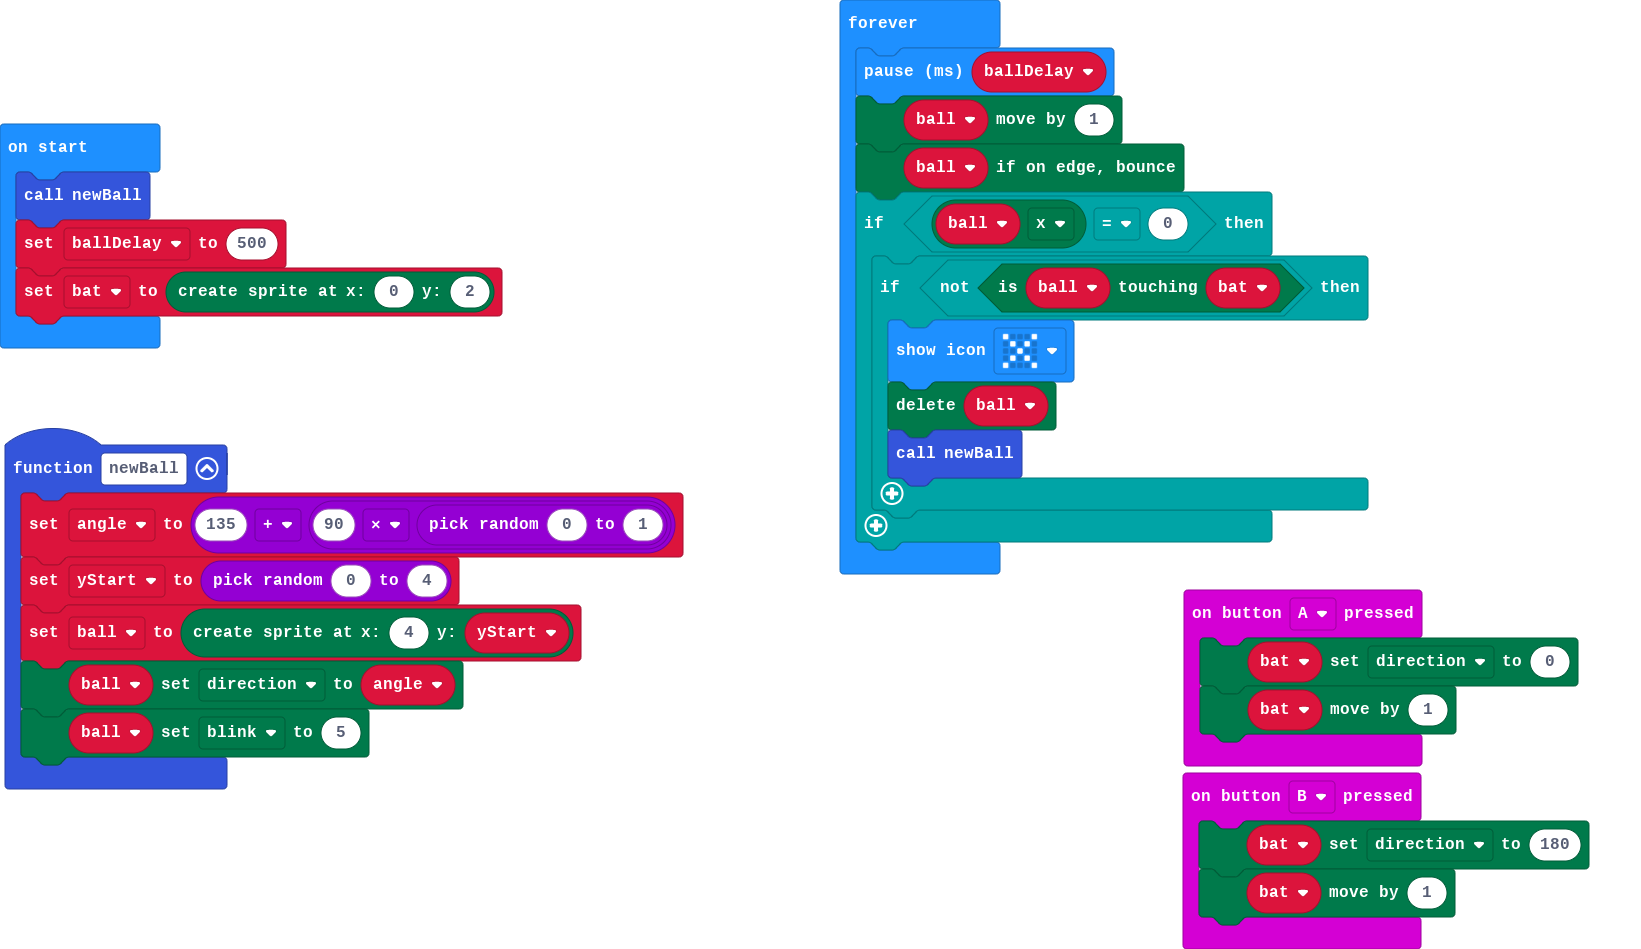 on start
call newBall
set ballDelay to 500
set bat to create sprite at x: 0 y: 2
function newBall
set angle to 135 + 90 × pick random 0 to 1
set yStart to pick random 0 to 4
set ball to create sprite at x: 4 y: yStart
ball set direction to angle
ball set blink to 5
forever
pause (ms) ballDelay
ball move by 1
ball if on edge, bounce
if ball x = 0 then
if not is ball touching bat then
show icon
delete ball
call newBall
on button A pressed
bat set direction to 0
bat move by 1
on button B pressed
bat set direction to 180
bat move by 1